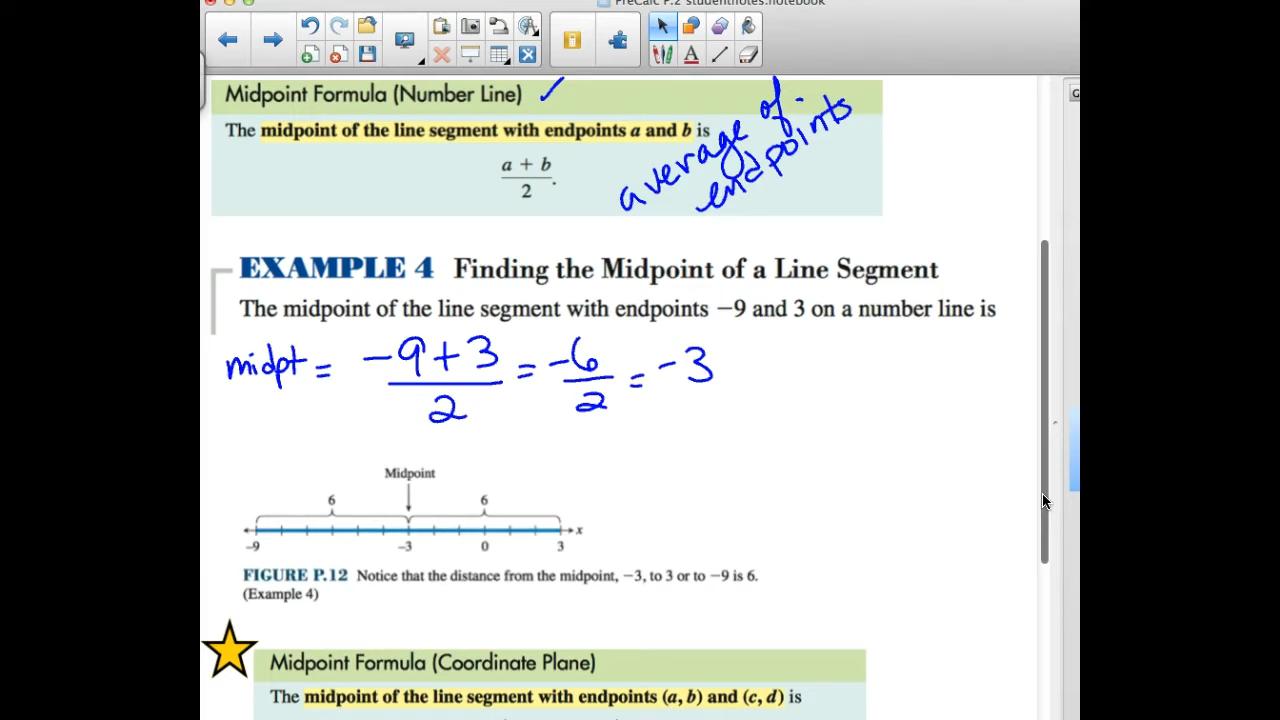 PreCalc P.2 studentnotes.notebook
Midpoint Formula (Number Line) ✓
The midpoint of the line segment with endpoints a and b is
a + b
2 .
average of
endpoints
EXAMPLE 4 Finding the Midpoint of a Line Segment
The midpoint of the line segment with endpoints −9 and 3 on a number line is
midpt = -9+3 = -6 = -3
2 2
Midpoint
6 6
-9 -3 0 3 x
FIGURE P.12 Notice that the distance from the midpoint, −3, to 3 or to −9 is 6.
(Example 4)
Midpoint Formula (Coordinate Plane)
The midpoint of the line segment with endpoints (a, b) and (c, d) is